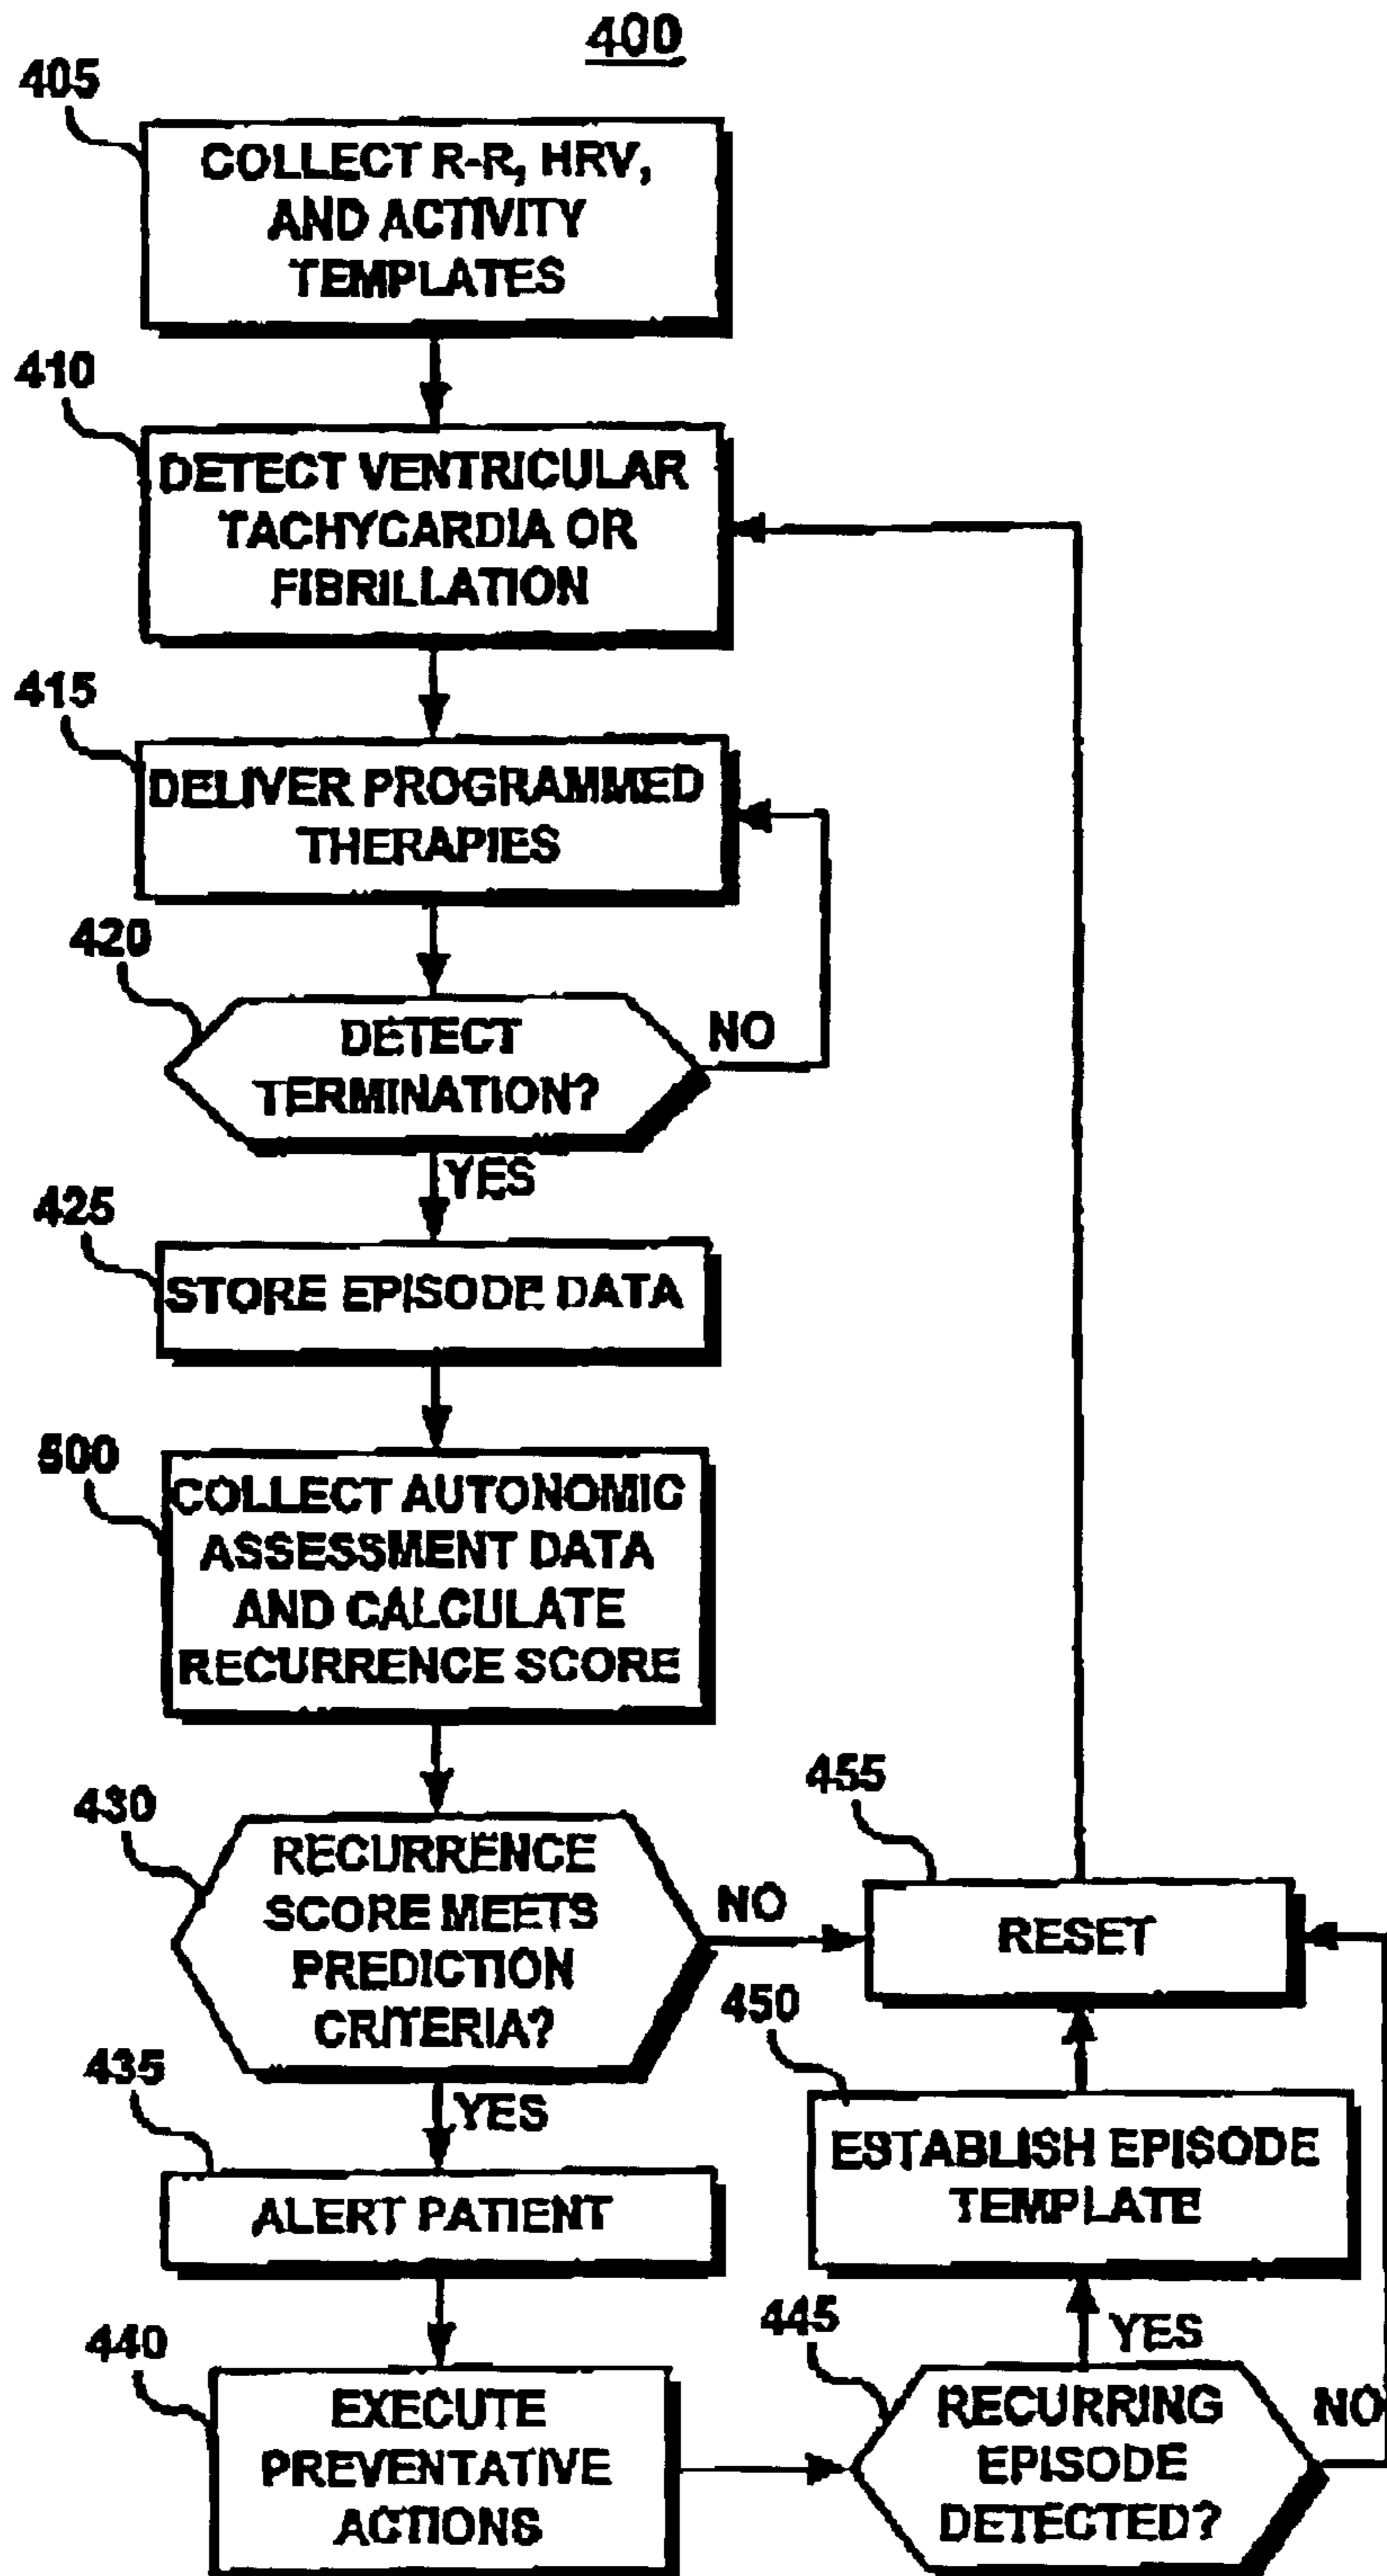 400
405
COLLECT R-R, HRV,
AND ACTIVITY
TEMPLATES
410
DETECT VENTRICULAR
TACHYCARDIA OR
FIBRILLATION
415
DELIVER PROGRAMMED
THERAPIES
420
DETECT
TERMINATION?
NO
YES
425
STORE EPISODE DATA
500
COLLECT AUTONOMIC
ASSESSMENT DATA
AND CALCULATE
RECURRENCE SCORE
430
RECURRENCE
SCORE MEETS
PREDICTION
CRITERIA?
NO
YES
435
ALERT PATIENT
440
EXECUTE
PREVENTATIVE
ACTIONS
445
RECURRING
EPISODE
DETECTED?
YES
NO
450
ESTABLISH EPISODE
TEMPLATE
455
RESET